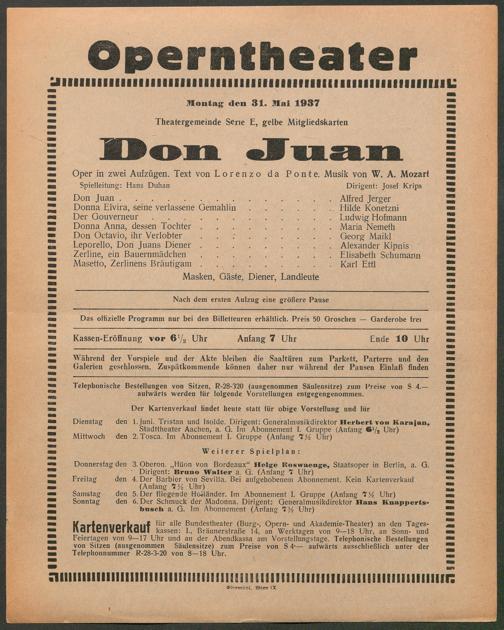 Operntheater
Montag den 31. Mai 1937
Theatergemeinde Serie E, gelbe Mitgliedskarten
Don Juan
Oper in zwei Aufzügen. Text von Lorenzo da Ponte. Musik von W. A. Mozart
Spielleitung: Hans Duhan Dirigent: Josef Krips
Don Juan . . . . . . . . . Alfred Jerger
Donna Elvira, seine verlassene Gemahlin . . . . Hilde Konetzni
Der Gouverneur . . . . . . . . Ludwig Hofmann
Donna Anna, dessen Tochter . . . . . . Maria Nemeth
Don Octavio, ihr Verlobter . . . . . . Georg Maikl
Leporello, Don Juans Diener . . . . . . Alexander Kipnis
Zerline, ein Bauernmädchen . . . . . . Elisabeth Schumann
Masetto, Zerlinens Bräutigam . . . . . . Karl Ettl
Masken, Gäste, Diener, Landleute
Nach dem ersten Aufzug eine größere Pause
Das offizielle Programm nur bei den Billetteuren erhältlich. Preis 50 Groschen — Garderobe frei
Kassen-Eröffnung vor 6½ Uhr Anfang 7 Uhr Ende 10 Uhr
Während der Vorspiele und der Akte bleiben die Saaltüren zum Parkett, Parterre und den
Galerien geschlossen. Zuspätkommende können daher nur während der Pausen Einlaß finden
Telephonische Bestellungen von Sitzen, R-28-320 (ausgenommen Säulensitze) zum Preise von S 4.—
aufwärts werden für folgende Vorstellungen entgegengenommen.
Der Kartenverkauf findet heute statt für obige Vorstellung und für
Dienstag den 1. Juni. Tristan und Isolde. Dirigent: Generalmusikdirektor Herbert von Karajan,
Stadttheater Aachen, a. G. Im Abonnement I. Gruppe (Anfang 6½ Uhr)
Mittwoch den 2. Tosca. Im Abonnement I. Gruppe (Anfang 7½ Uhr)
Weiterer Spielplan:
Donnerstag den 3. Oberon. „Hüon von Bordeaux“ Helge Roswaenge, Staatsoper in Berlin, a. G.
Dirigent: Bruno Walter a. G. (Anfang 7 Uhr)
Freitag den 4. Der Barbier von Sevilla. Bei aufgehobenem Abonnement. Kein Kartenverkauf
(Anfang 7½ Uhr)
Samstag den 5. Der fliegende Holländer. Im Abonnement I. Gruppe (Anfang 7½ Uhr)
Sonntag den 6. Der Schmuck der Madonna. Dirigent: Generalmusikdirektor Hans Knapperts-
busch a. G. Im Abonnement (Anfang 7½ Uhr)
Kartenverkauf für alle Bundestheater (Burg-, Opern- und Akademie-Theater) an den Tages-
kassen: I., Bräunerstraße 14, an Werktagen von 9—18 Uhr, an Sonn- und
Feiertagen von 9—17 Uhr und an der Abendkassa am Vorstellungstage. Telephonische Bestellungen
von Sitzen (ausgenommen Säulensitze) zum Preise von S 4— aufwärts ausschließlich unter der
Telephonnummer R-28-3-20 von 8—18 Uhr.
Wien IX